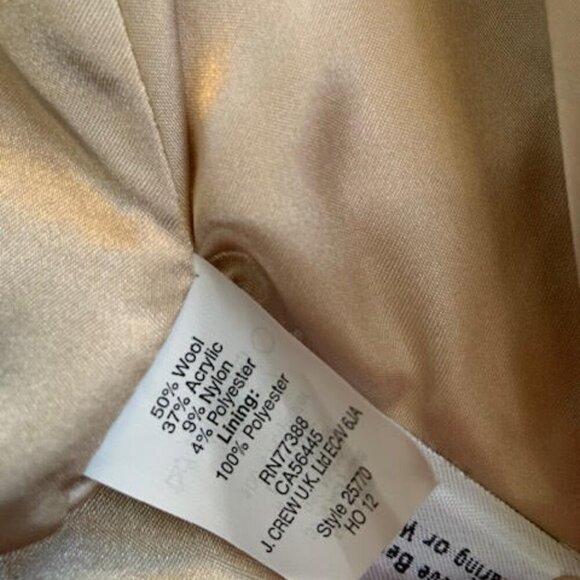 50% Wool
37% Acrylic
9% Nylon
4% Polyester
Lining:
100% Polyester
RN77388
CA56445
J. CREW U.K. Ltd EC4V 6JA
Style 25770
HO 12